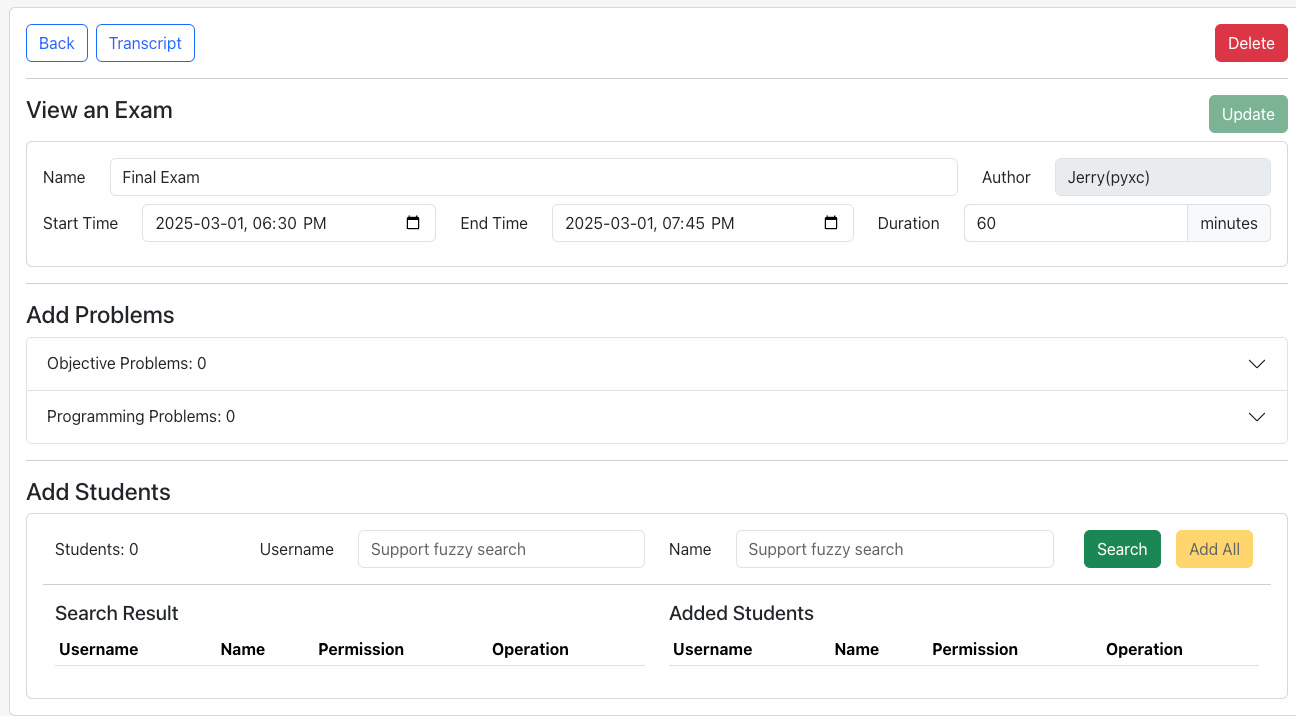 Back Transcript Delete
View an Exam Update
Name Final Exam Author Jerry(pyxc)
Start Time 2025-03-01, 06:30 PM End Time 2025-03-01, 07:45 PM Duration 60 minutes
Add Problems
Objective Problems: 0
Programming Problems: 0
Add Students
Students: 0 Username Support fuzzy search Name Support fuzzy search Search Add All
Search Result Added Students
Username Name Permission Operation Username Name Permission Operation